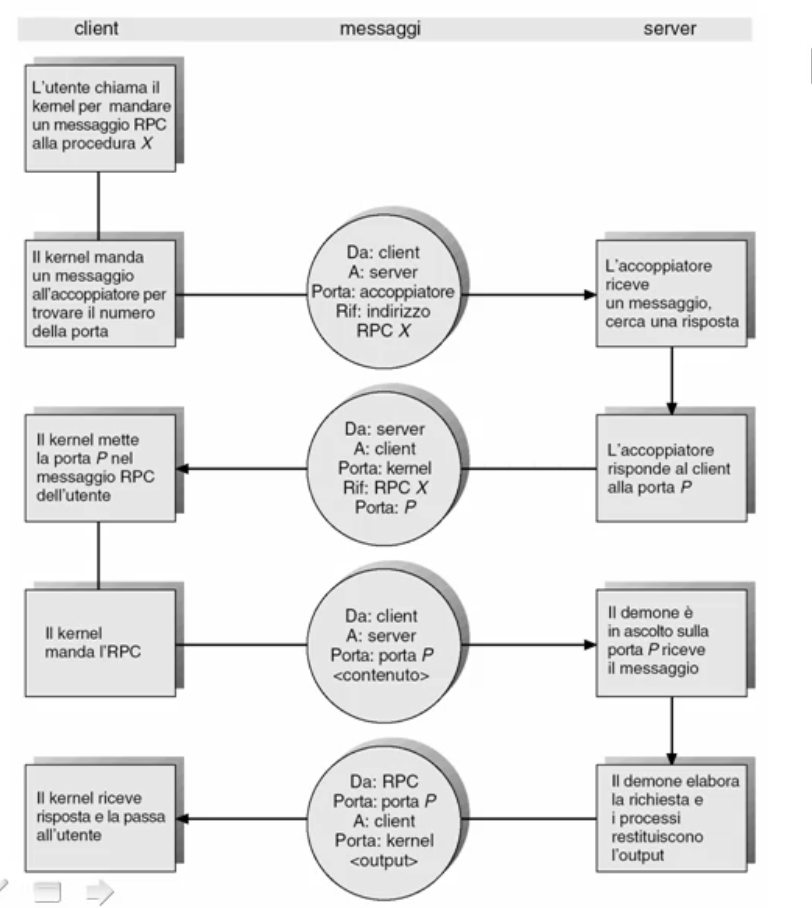 client
messaggi
server
L'utente chiama il
kernel per mandare
un messaggio RPC
alla procedura X
Il kernel manda
un messaggio
all'accoppiatore per
trovare il numero
della porta
Da: client
A: server
Porta: accoppiatore
Rif: indirizzo
RPC X
L'accoppiatore
riceve
un messaggio,
cerca una risposta
Il kernel mette
la porta P nel
messaggio RPC
dell'utente
Da: server
A: client
Porta: kernel
Rif: RPC X
Porta: P
L'accoppiatore
risponde al client
alla porta P
Il kernel
manda l'RPC
Da: client
A: server
Porta: porta P
<contenuto>
Il demone è
in ascolto sulla
porta P riceve
il messaggio
Il kernel riceve
risposta e la passa
all'utente
Da: RPC
Porta: porta P
A: client
Porta: kernel
<output>
Il demone elabora
la richiesta e
i processi
restituiscono
l'output